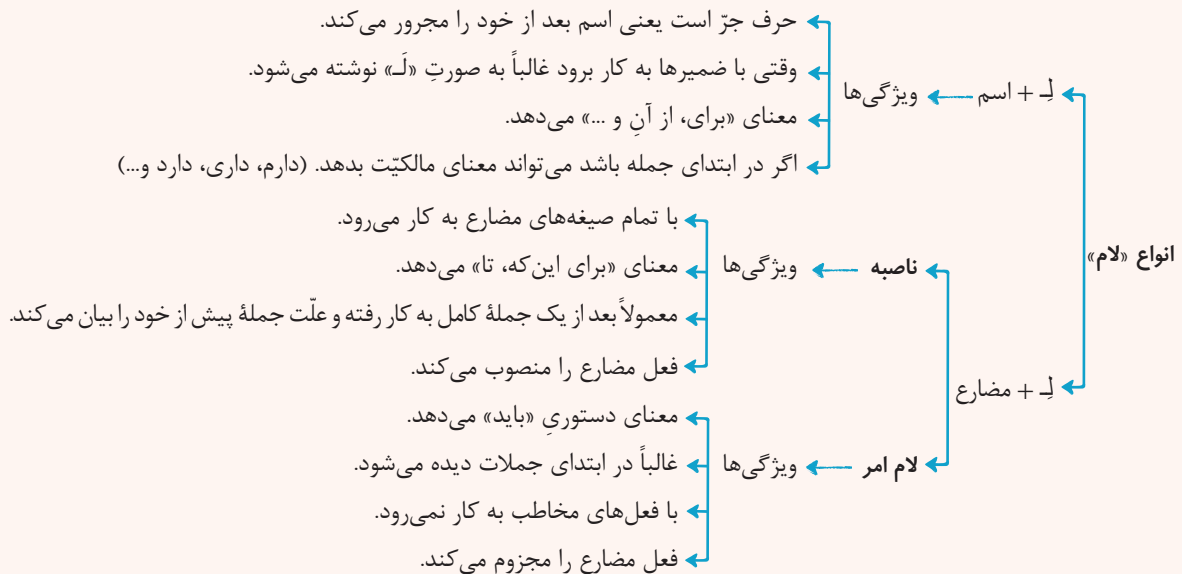 انواع «لام»
لِـ + اسم
ویژگی‌ها
حرف جرّ است یعنی اسم بعد از خود را مجرور می‌کند.
وقتی با ضمیرها به کار برود غالباً به صورتِ «لَـ» نوشته می‌شود.
معنای «برای، از آنِ و ...» می‌دهد.
اگر در ابتدای جمله باشد می‌تواند معنای مالکیّت بدهد. (دارم، داری، دارد و...)
لِـ + مضارع
ناصبه
ویژگی‌ها
با تمام صیغه‌های مضارع به کار می‌رود.
معنای «برای این‌که، تا» می‌دهد.
معمولاً بعد از یک جملهٔ کامل به کار رفته و علّت جملهٔ پیش از خود را بیان می‌کند.
فعل مضارع را منصوب می‌کند.
لام امر
ویژگی‌ها
معنای دستوریِ «باید» می‌دهد.
غالباً در ابتدای جملات دیده می‌شود.
با فعل‌های مخاطب به کار نمی‌رود.
فعل مضارع را مجزوم می‌کند.